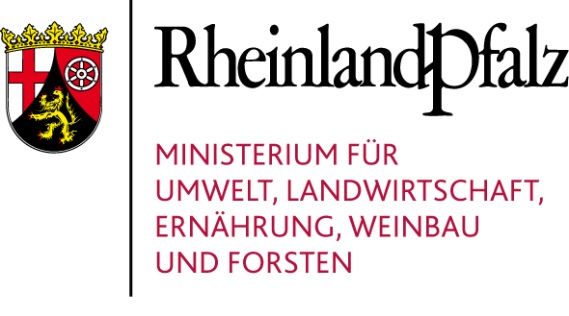 RheinlandPfalz
MINISTERIUM FÜR
UMWELT, LANDWIRTSCHAFT,
ERNÄHRUNG, WEINBAU
UND FORSTEN